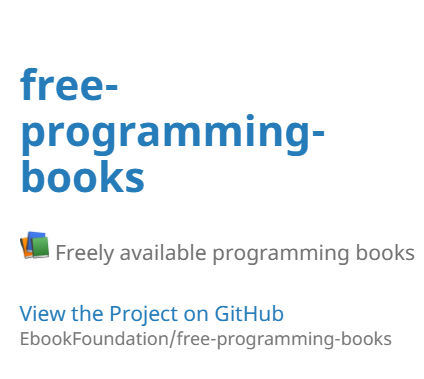 free-
programming-
books
Freely available programming books
View the Project on GitHub
EbookFoundation/free-programming-books